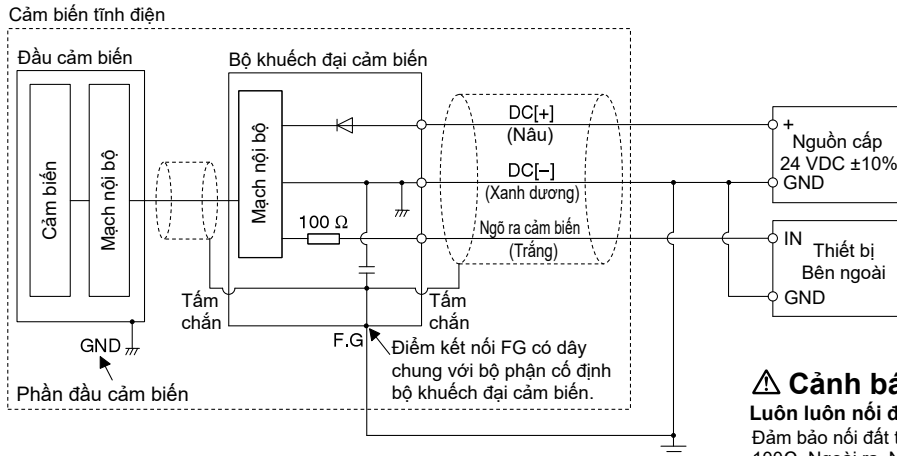 Cảm biến tĩnh điện
Đầu cảm biến
Bộ khuếch đại cảm biến
Cảm biến
Mạch nội bộ
Mạch nội bộ
100 Ω
DC[+]
(Nâu)
DC[–]
(Xanh dương)
Ngõ ra cảm biến
(Trắng)
+
Nguồn cấp
24 VDC ±10%
GND
IN
Thiết bị
Bên ngoài
GND
Tấm
chắn
Tấm
chắn
GND
F.G
Phần đầu cảm biến
Điểm kết nối FG có dây
chung với bộ phận cố định
bộ khuếch đại cảm biến.
Cảnh bá
Luôn luôn nối đ
Đảm bảo nối đất t